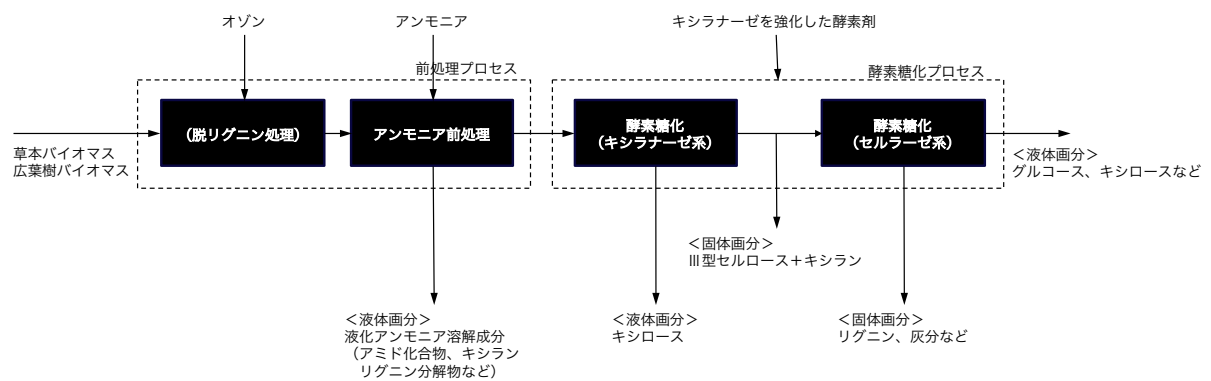 オゾン
アンモニア
キシラナーゼを強化した酵素剤
前処理プロセス
酵素糖化プロセス
（脱リグニン処理）
アンモニア前処理
酵素糖化
（キシラナーゼ系）
酵素糖化
（セルラーゼ系）
草本バイオマス
広葉樹バイオマス
＜液体画分＞
グルコース、キシロースなど
＜固体画分＞
Ⅲ型セルロース＋キシラン
＜液体画分＞
液化アンモニア溶解成分
（アミド化合物、キシラン
リグニン分解物など）
＜液体画分＞
キシロース
＜固体画分＞
リグニン、灰分など